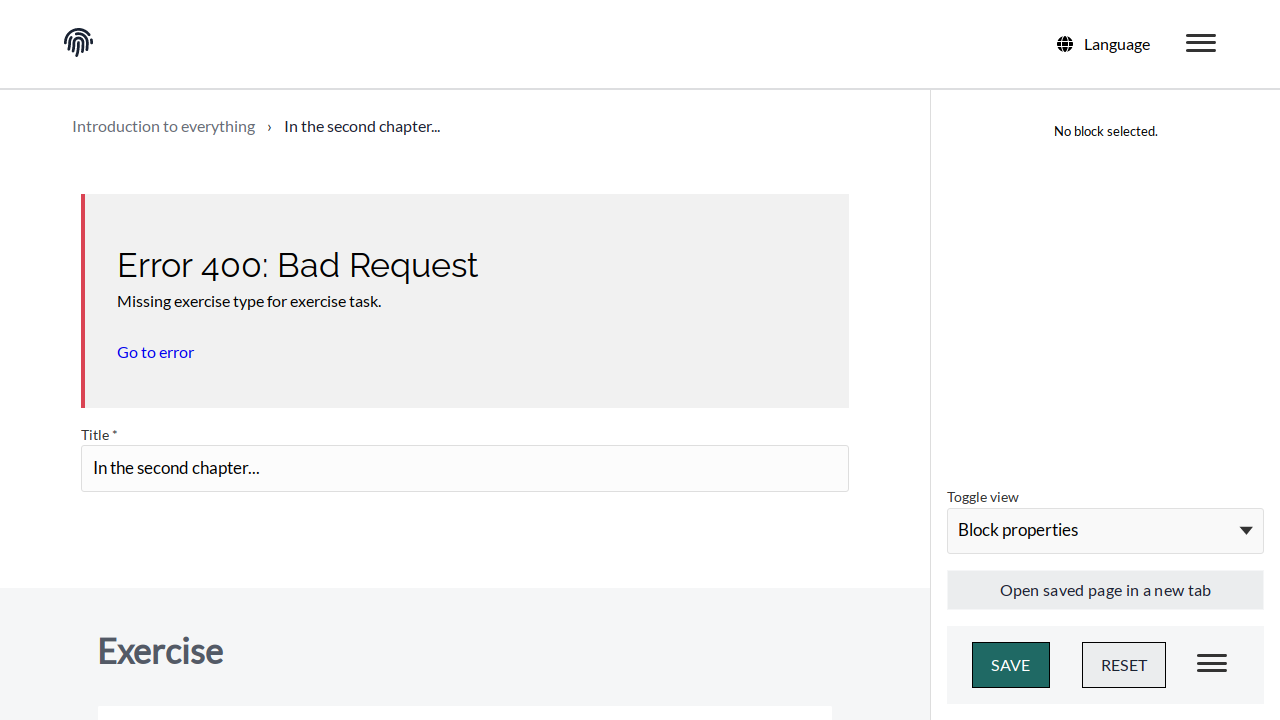 Language
Introduction to everything › In the second chapter...
No block selected.
Error 400: Bad Request
Missing exercise type for exercise task.
Go to error
Title *
In the second chapter...
Toggle view
Block properties
Open saved page in a new tab
Exercise
SAVE
RESET